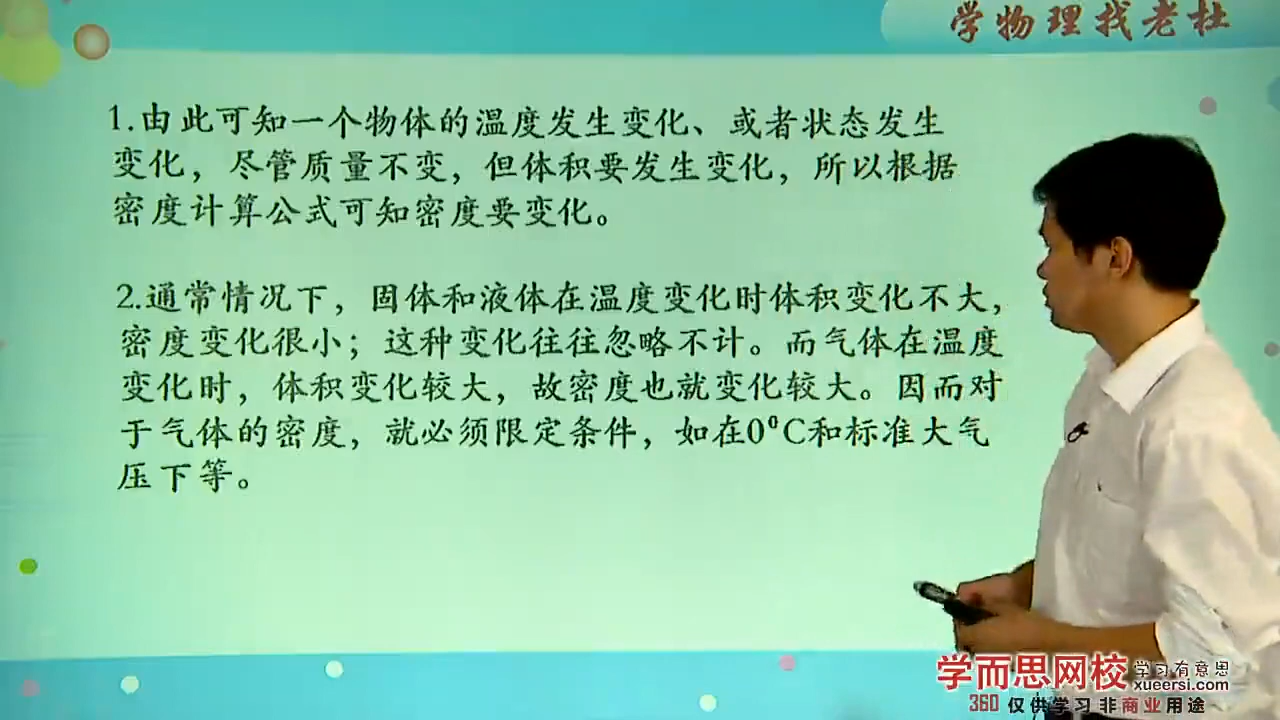 学物理找老杜
1.由此可知一个物体的温度发生变化、或者状态发生
变化，尽管质量不变，但体积要发生变化，所以根据
密度计算公式可知密度要变化。
2.通常情况下，固体和液体在温度变化时体积变化不大，
密度变化很小；这种变化往往忽略不计。而气体在温度
变化时，体积变化较大，故密度也就变化较大。因而对
于气体的密度，就必须限定条件，如在0⁰C和标准大气
压下等。
学而思网校 学习有意思
xueersi.com
360 仅供学习 非商业用途